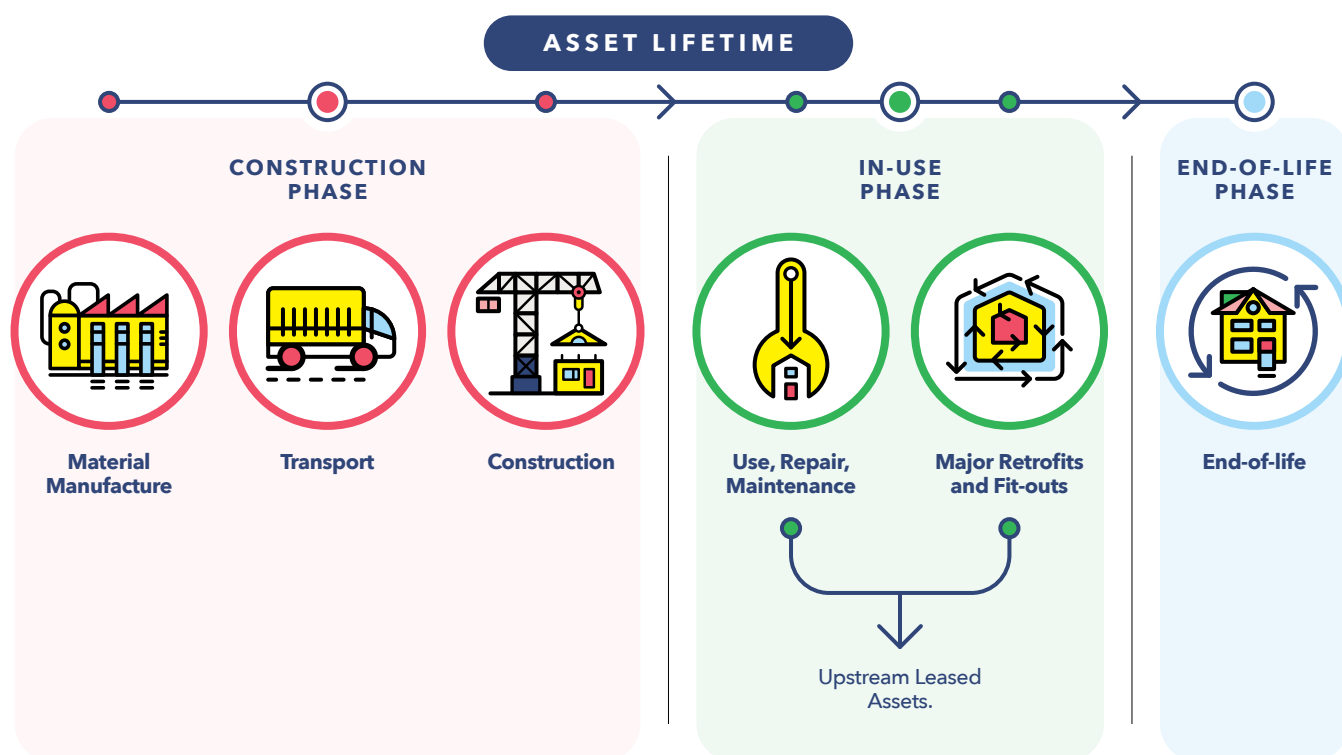 ASSET LIFETIME
CONSTRUCTION
PHASE
IN-USE
PHASE
END-OF-LIFE
PHASE
Material
Manufacture
Transport
Construction
Use, Repair,
Maintenance
Major Retrofits
and Fit-outs
End-of-life
Upstream Leased
Assets.